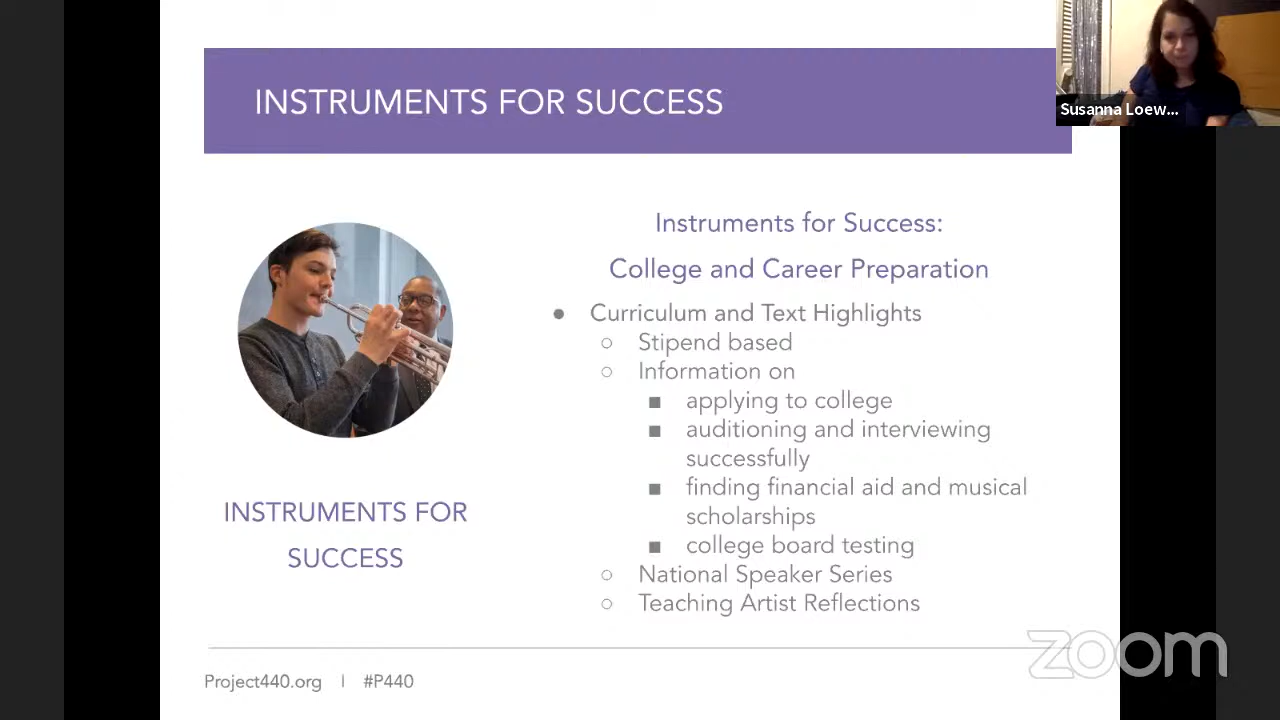 INSTRUMENTS FOR SUCCESS
Susanna Loew...
Instruments for Success:
College and Career Preparation
● Curriculum and Text Highlights
○ Stipend based
○ Information on
■ applying to college
■ auditioning and interviewing
successfully
■ finding financial aid and musical
scholarships
■ college board testing
○ National Speaker Series
○ Teaching Artist Reflections
INSTRUMENTS FOR
SUCCESS
Project440.org | #P440
zoom